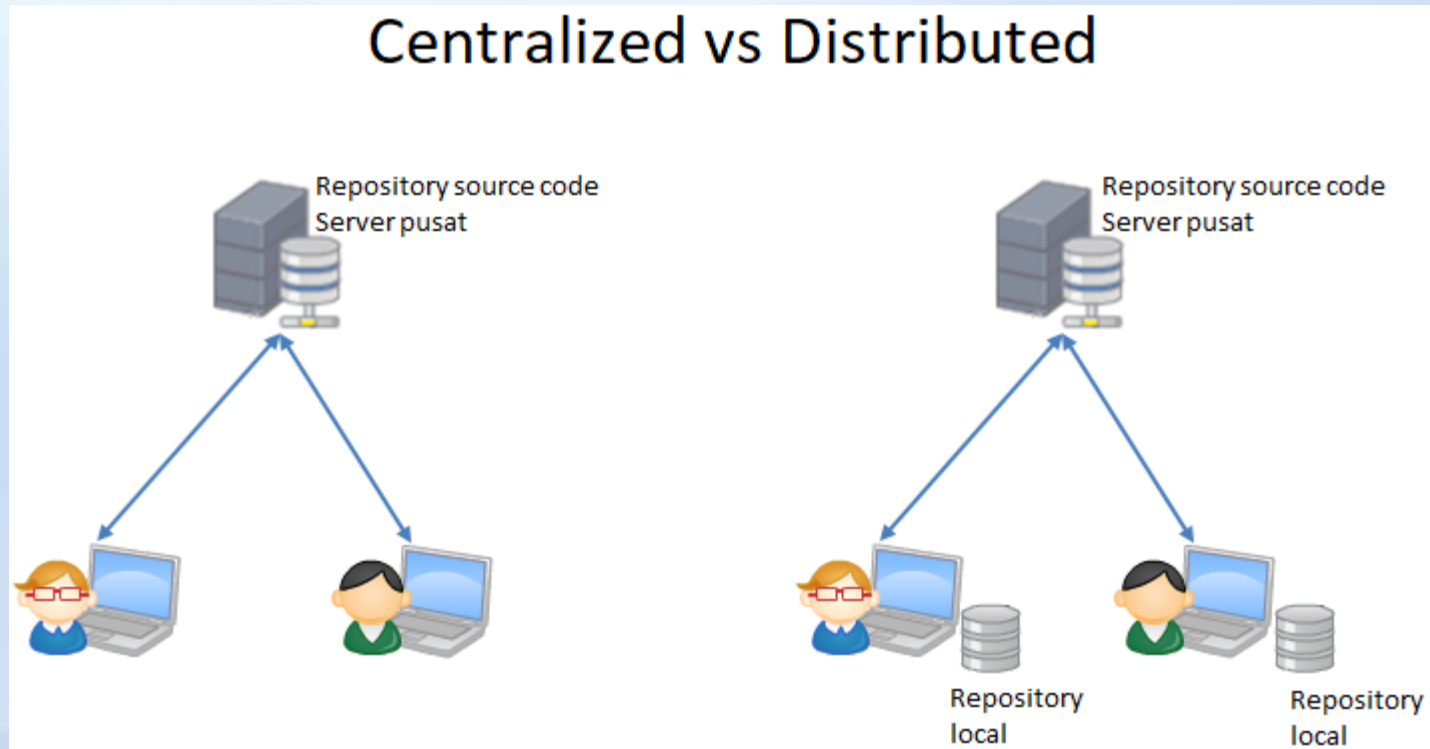 Centralized vs Distributed
Repository source code
Server pusat
Repository source code
Server pusat
Repository
local
Repository
local